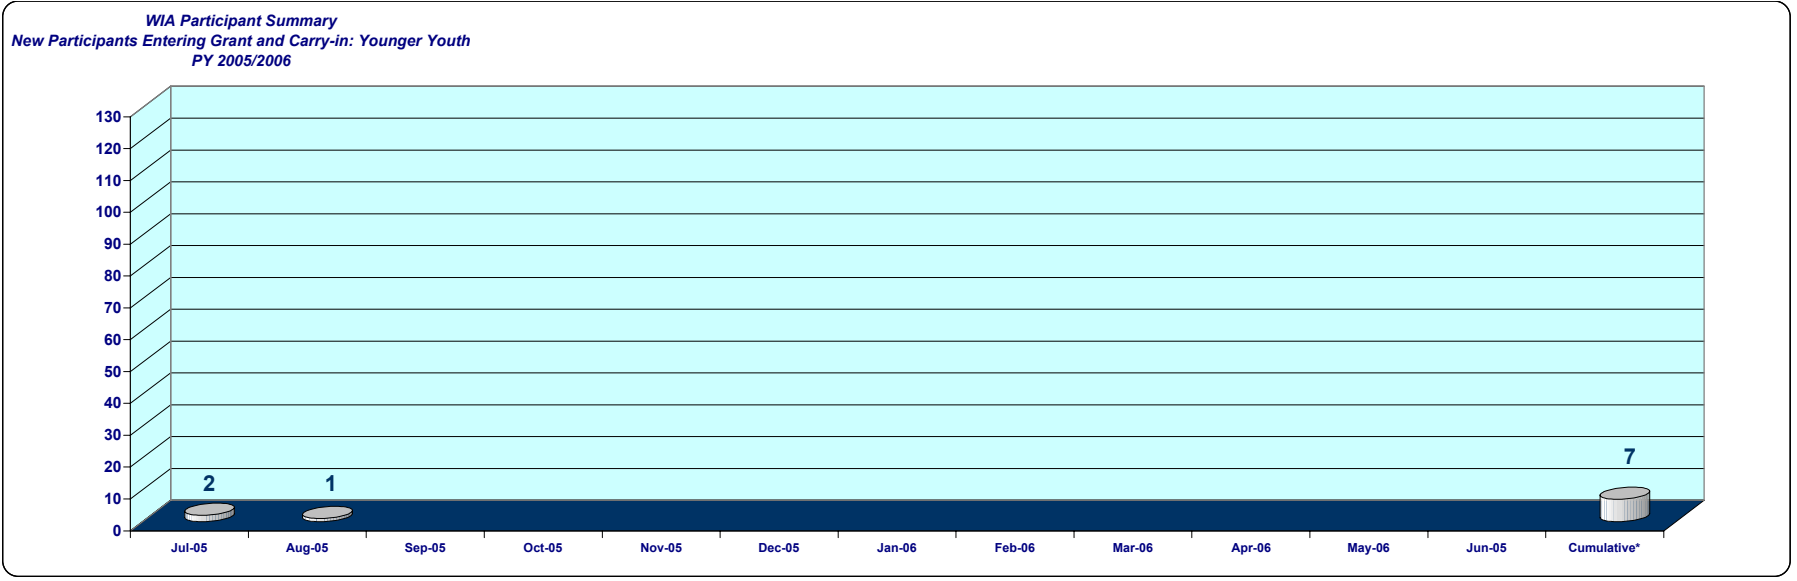 WIA Participant Summary
New Participants Entering Grant and Carry-in: Younger Youth
PY 2005/2006
130
120
110
100
90
80
70
60
50
40
30
20
10
0
2 1 7
Jul-05 Aug-05 Sep-05 Oct-05 Nov-05 Dec-05 Jan-06 Feb-06 Mar-06 Apr-06 May-06 Jun-05 Cumulative*